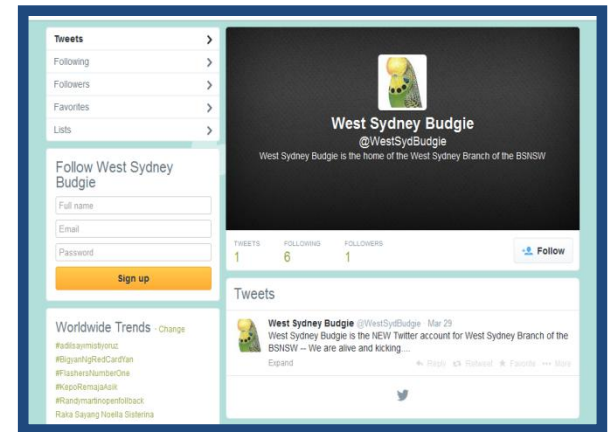 Tweets
Following
Followers
Favorites
Lists
Follow West Sydney
Budgie
Full name
Email
Password
Sign up
Worldwide Trends - Change
#adilsayimistiyoruz
#BigyanNgRedCardYan
#FlashersNumberOne
#KepoRemajaAsik
#Randymartinopenfollback
Raka Sayang Noella Sisterina
West Sydney Budgie
@WestSydBudgie
West Sydney Budgie is the home of the West Sydney Branch of the BSNSW
TWEETS FOLLOWING FOLLOWERS
1 6 1
Follow
Tweets
West Sydney Budgie @WestSydBudgie Mar 29
West Sydney Budgie is the NEW Twitter account for West Sydney Branch of the
BSNSW -- We are alive and kicking....
Expand Reply Retweet Favorite ••• More